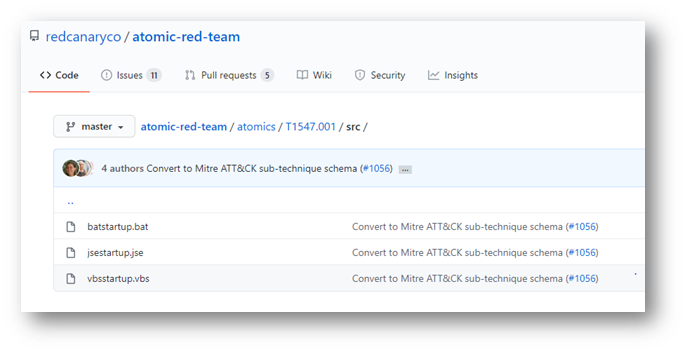 redcanaryco / atomic-red-team
Code Issues 11 Pull requests 5 Wiki Security Insights
master atomic-red-team / atomics / T1547.001 / src /
4 authors Convert to Mitre ATT&CK sub-technique schema (#1056) ...
..
batstartup.bat Convert to Mitre ATT&CK sub-technique schema (#1056)
jsestartup.jse Convert to Mitre ATT&CK sub-technique schema (#1056)
vbsstartup.vbs Convert to Mitre ATT&CK sub-technique schema (#1056)